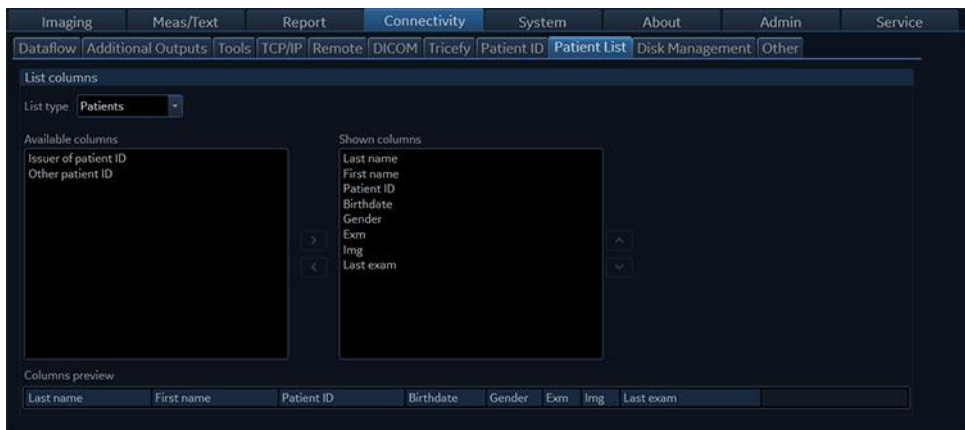 Imaging Meas/Text Report Connectivity System About Admin Service
Dataflow Additional Outputs Tools TCP/IP Remote DICOM Tricefy Patient ID Patient List Disk Management Other
List columns
List type Patients
Available columns
Issuer of patient ID
Other patient ID
Shown columns
Last name
First name
Patient ID
Birthdate
Gender
Exm
Img
Last exam
Columns preview
Last name First name Patient ID Birthdate Gender Exm Img Last exam